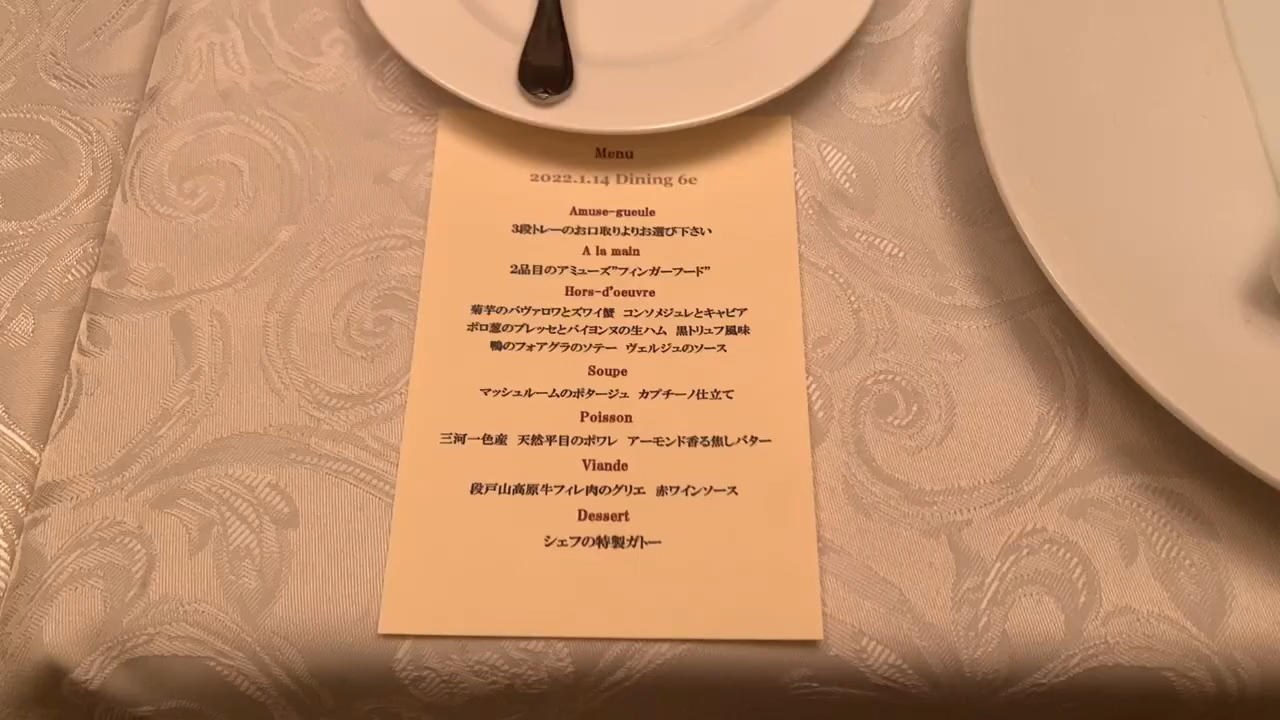 Menu
2022.1.14 Dining 6e
Amuse-gueule
3段トレーのお口取りよりお選び下さい
A la main
2品目のアミューズ"フィンガーフード"
Hors-d'oeuvre
菊芋のババァロワとズワイ蟹 コンソメジュレとキャビア
ポロ葱のプレッセとバイヨンヌの生ハム 黒トリュフ風味
鴨のフォアグラのソテー ヴェルジュのソース
Soupe
マッシュルームのポタージュ カプチーノ仕立て
Poisson
三河一色産 天然平目のポワレ アーモンド香る焦しバター
Viande
段戸山高原牛フィレ肉のグリエ 赤ワインソース
Dessert
シェフの特製ガトー